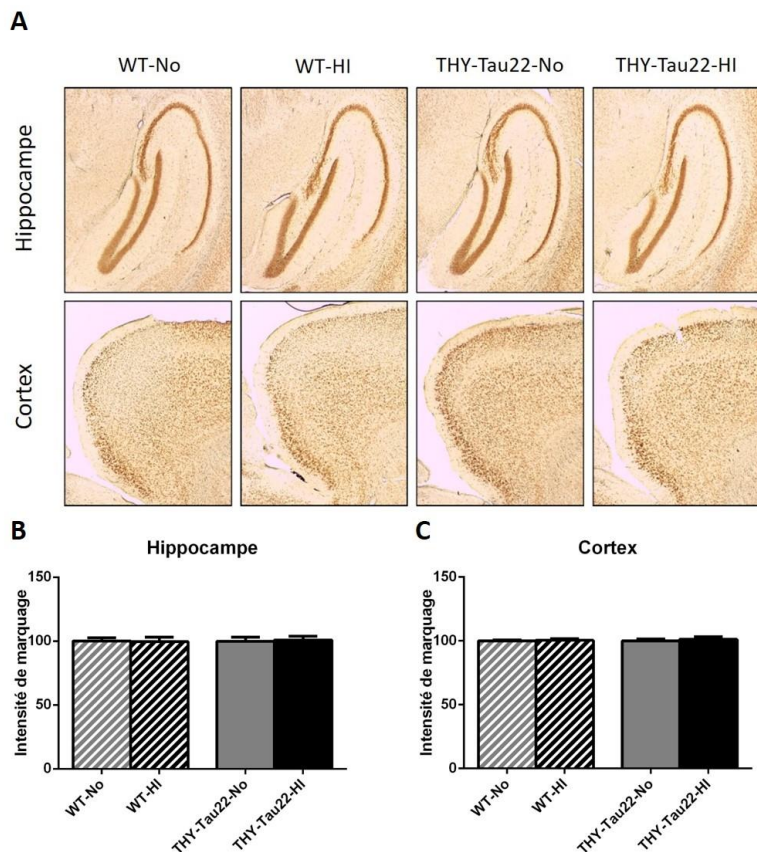 A
WT-No WT-HI THY-Tau22-No THY-Tau22-HI
Hippocampe
Cortex
B
Hippocampe
Intensité de marquage
150
100
50
0
WT-No
WT-HI
THY-Tau22-No
THY-Tau22-HI
C
Cortex
Intensité de marquage
150
100
50
0
WT-No
WT-HI
THY-Tau22-No
THY-Tau22-HI